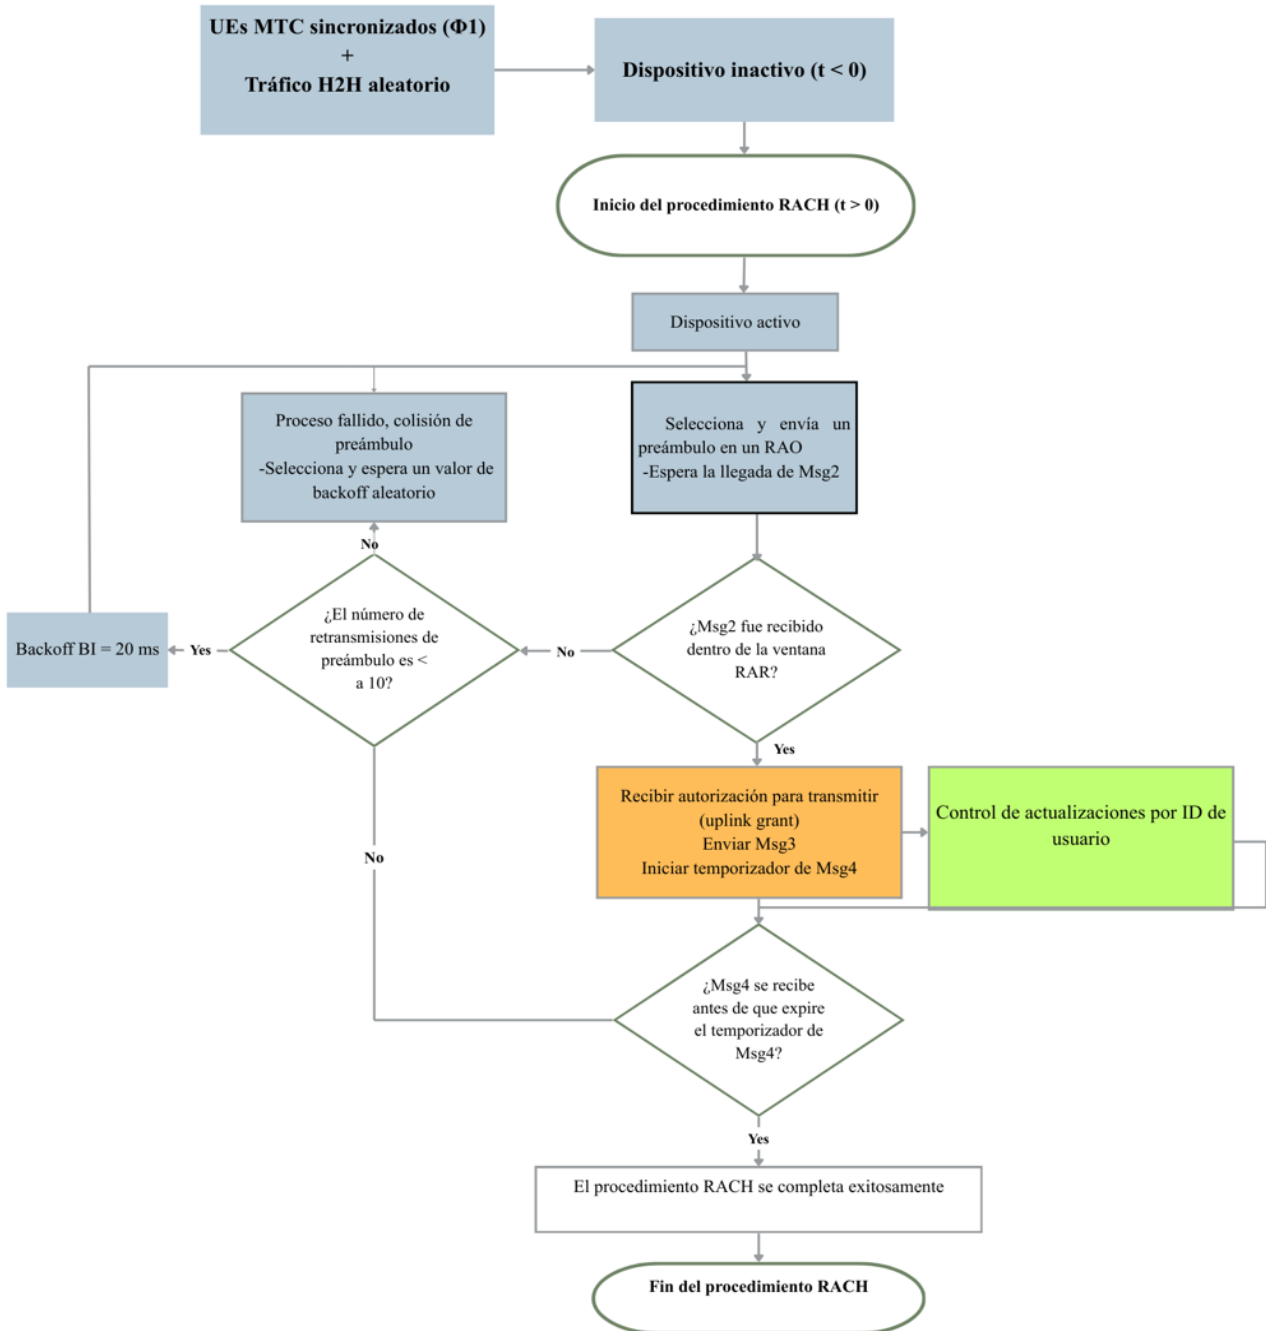 UEs MTC sincronizados (Φ1)
+
Tráfico H2H aleatorio
Dispositivo inactivo (t < 0)
Inicio del procedimiento RACH (t > 0)
Dispositivo activo
Selecciona y envía un
preámbulo en un RAO
-Espera la llegada de Msg2
Proceso fallido, colisión de
preámbulo
-Selecciona y espera un valor de
backoff aleatorio
No
¿El número de
retransmisiones de
preámbulo es <
a 10?
Yes
Backoff BI = 20 ms
No
¿Msg2 fue recibido
dentro de la ventana
RAR?
Yes
Recibir autorización para transmitir
(uplink grant)
Enviar Msg3
Iniciar temporizador de Msg4
Control de actualizaciones por ID de
usuario
No
¿Msg4 se recibe
antes de que expire
el temporizador de
Msg4?
Yes
El procedimiento RACH se completa exitosamente
Fin del procedimiento RACH